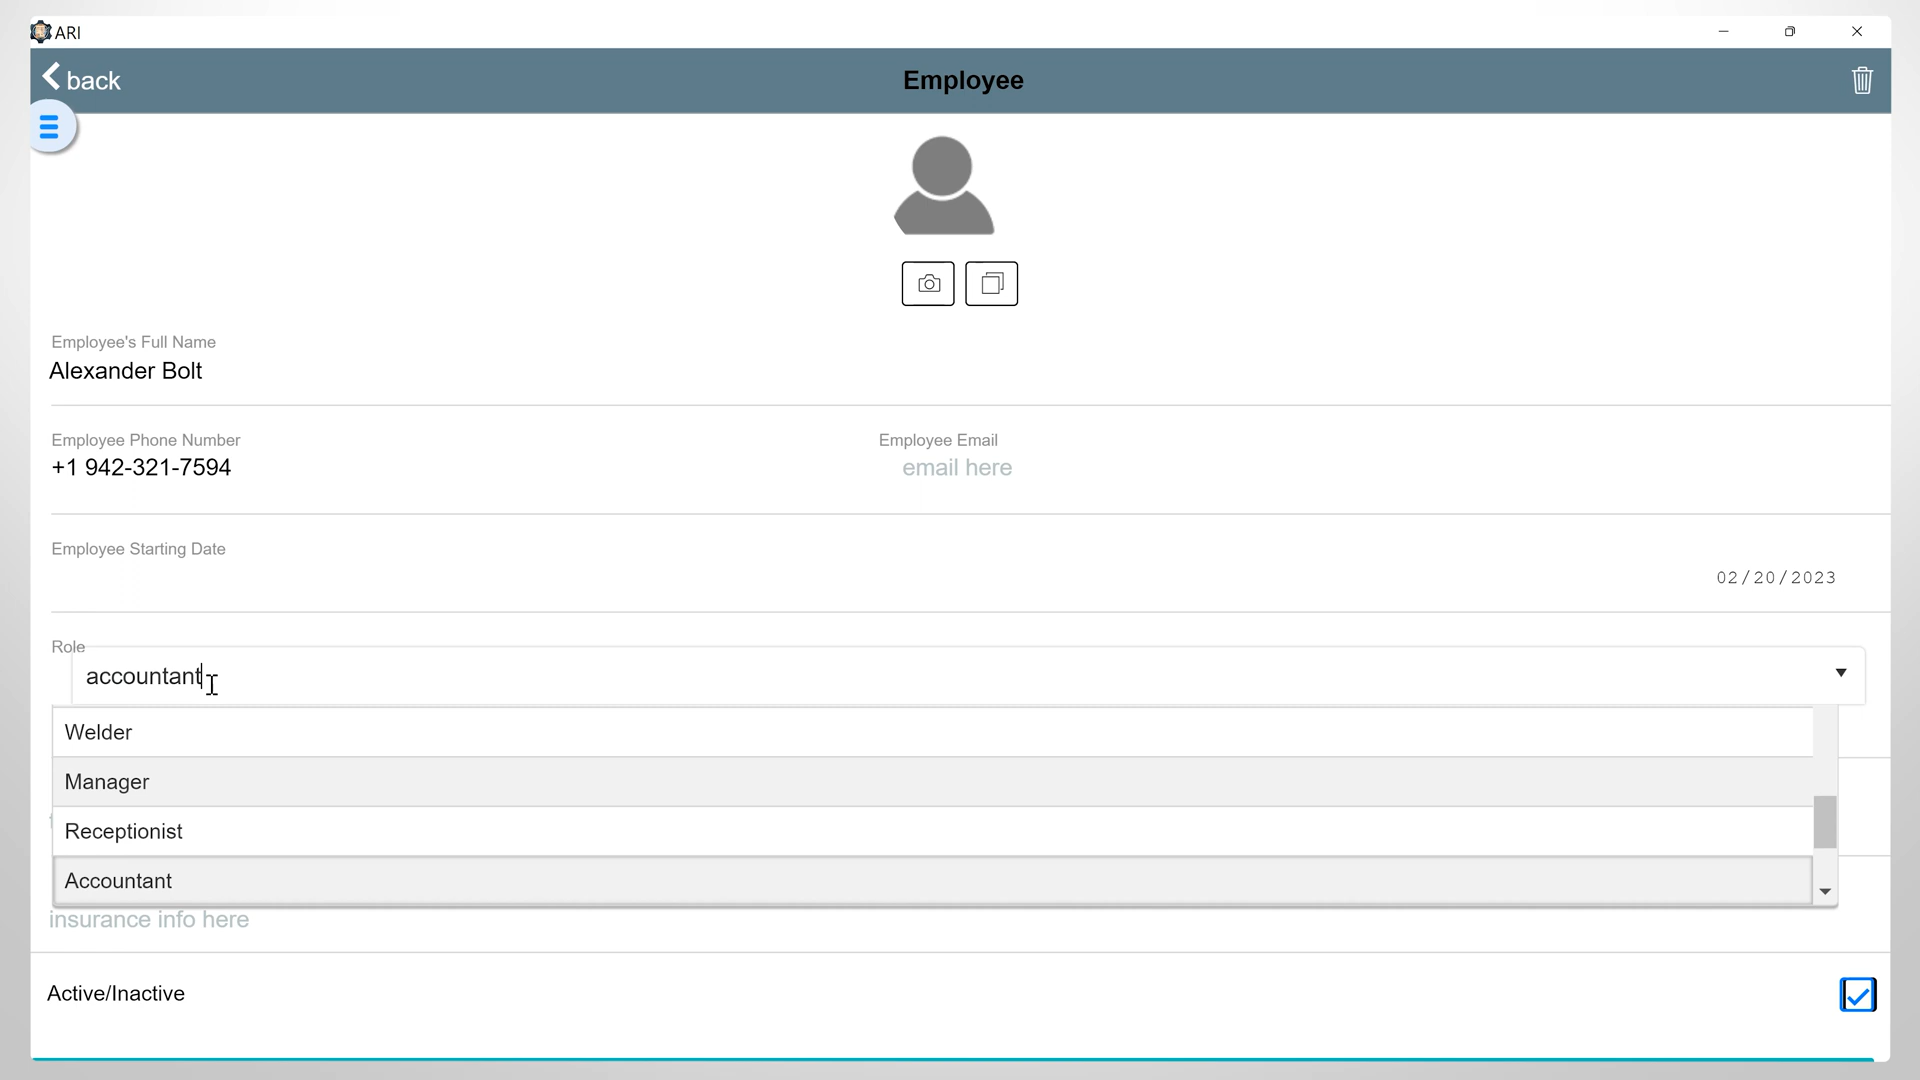 ARI
back
Employee
Employee's Full Name
Alexander Bolt
Employee Phone Number
+1 942-321-7594
Employee Email
email here
Employee Starting Date
02/20/2023
Role
accountant
Welder
Manager
Receptionist
Accountant
insurance info here
Active/Inactive